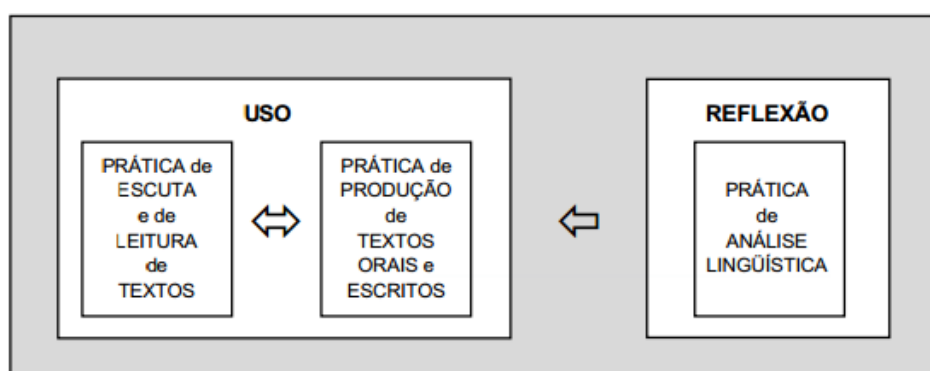 USO
PRÁTICA de
ESCUTA
e de
LEITURA
de
TEXTOS
PRÁTICA de
PRODUÇÃO
de
TEXTOS
ORAIS e
ESCRITOS
REFLEXÃO
PRÁTICA
de
ANÁLISE
LINGÜÍSTICA